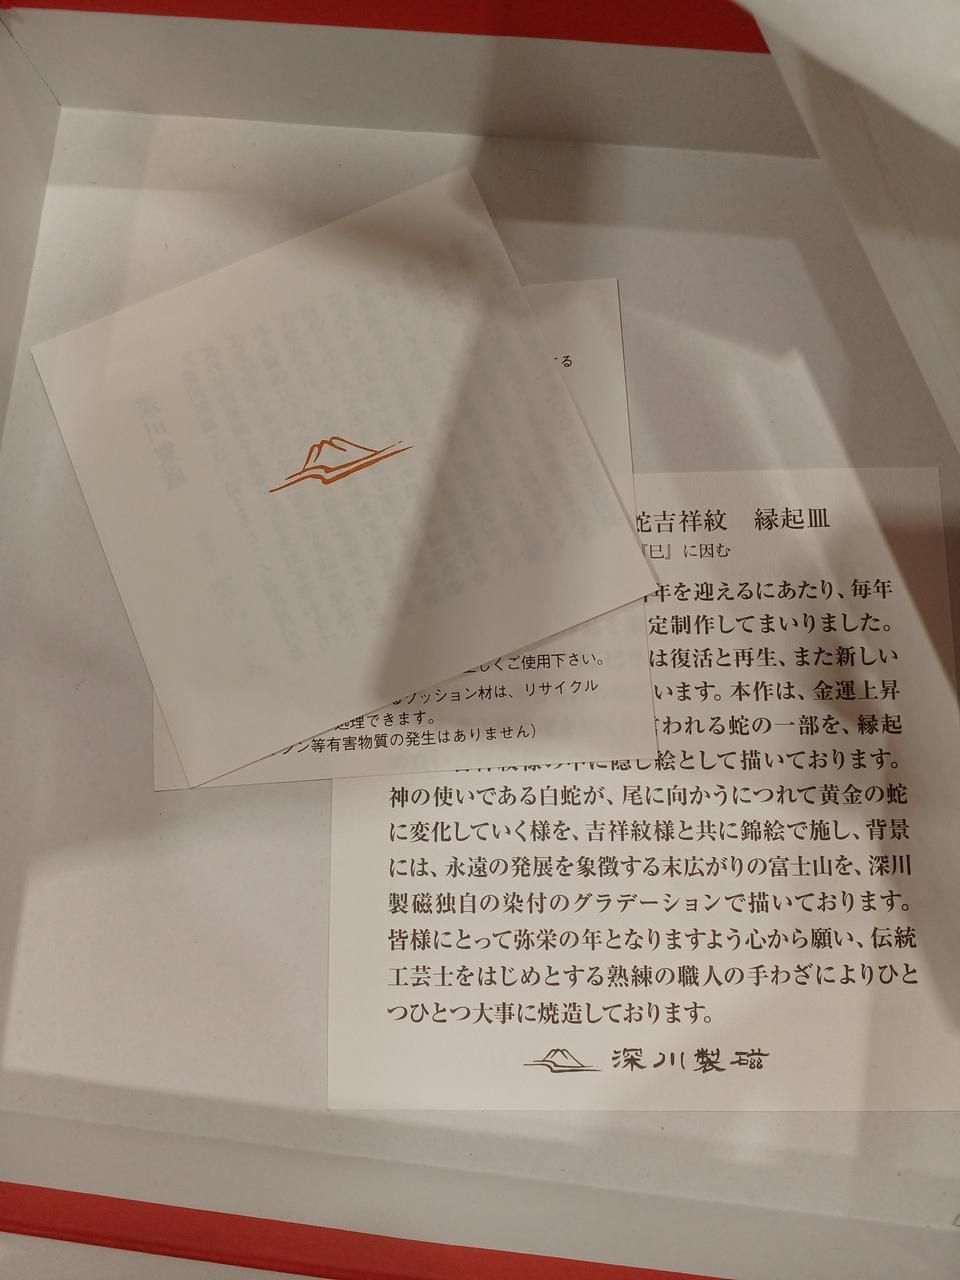 する
しくご使用下さい。
クッション材は、リサイクル
処理できます。
等有害物質の発生はありません)
蛇吉祥紋 縁起皿
『巳』に因む
年を迎えるにあたり、毎年
定制作してまいりました。
は復活と再生、また新しい
います。本作は、金運上昇
われる蛇の一部を、縁起
隠し絵として描いております。
神の使いである白蛇が、尾に向かうにつれて黄金の蛇
に変化していく様を、吉祥紋様と共に錦絵で施し、背景
には、永遠の発展を象徴する末広がりの富士山を、深川
製磁独自の染付のグラデーションで描いております。
皆様にとって弥栄の年となりますよう心から願い、伝統
工芸士をはじめとする熟練の職人の手わざによりひと
つひとつ大事に焼造しております。
深川製磁